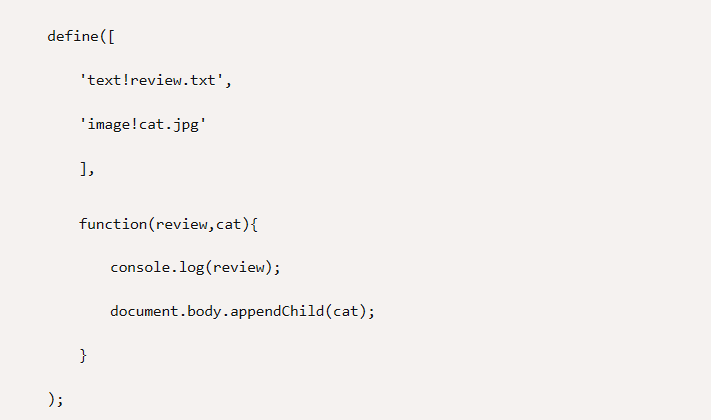 define([
'text!review.txt',
'image!cat.jpg'
],
function(review,cat){
console.log(review);
document.body.appendChild(cat);
}
);